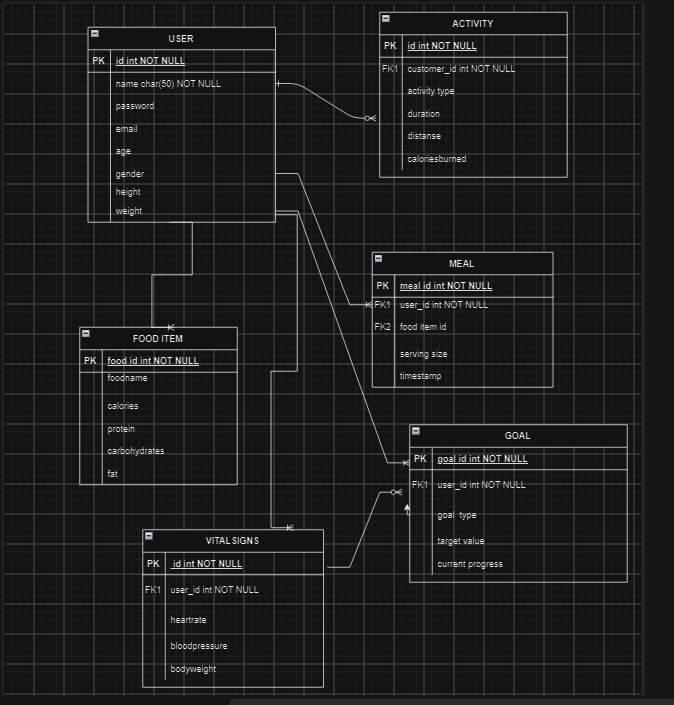 USER
PK id int NOT NULL
name char(50) NOT NULL
password
email
age
gender
height
weight
ACTIVITY
PK id int NOT NULL
FK1 customer_id int NOT NULL
activity type
duration
distanse
caloriesburned
MEAL
PK meal id int NOT NULL
FK1 user_id int NOT NULL
FK2 food item id
serving size
timestamp
FOOD ITEM
PK food id int NOT NULL
foodname
calories
protein
carbohydrates
fat
GOAL
PK goal id int NOT NULL
FK1 user_id int NOT NULL
goal type
target value
current progress
VITALSIGNS
PK id int NOT NULL
FK1 user_id int NOT NULL
heartrate
bloodpressure
bodyweight